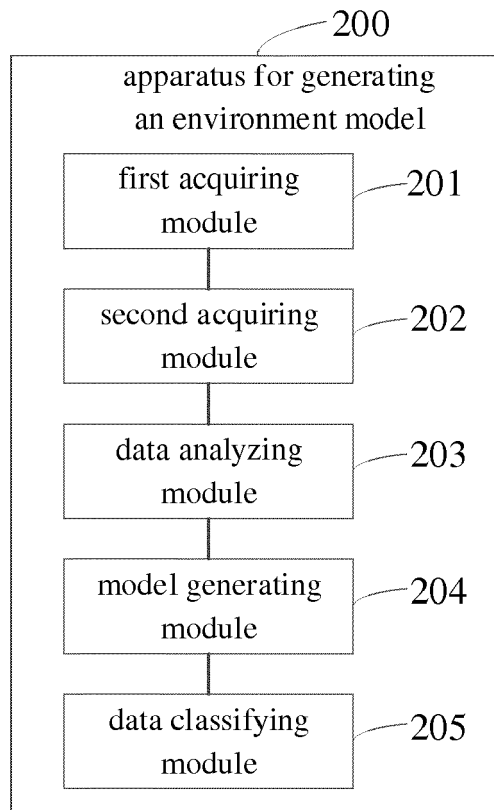 200
apparatus for generating
an environment model
first acquiring
module
201
second acquiring
module
202
data analyzing
module
203
model generating
module
204
data classifying
module
205